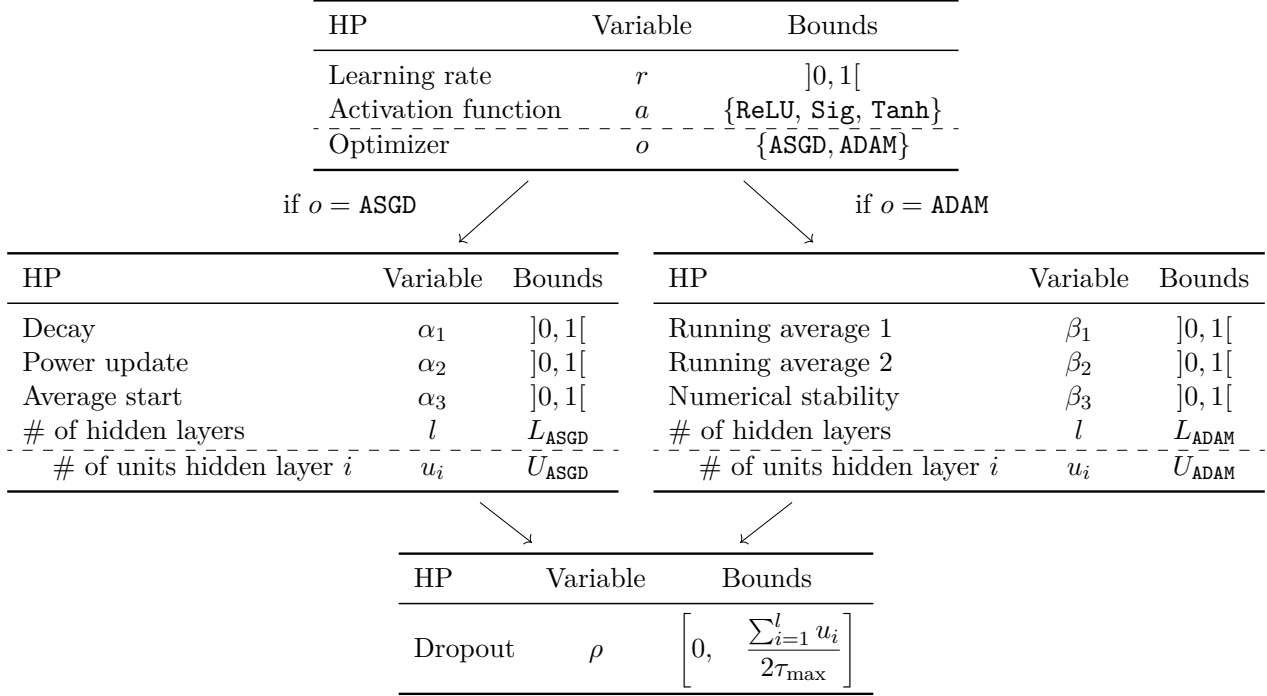 HP Variable Bounds
Learning rate r ]0, 1[
Activation function a {ReLU, Sig, Tanh}
Optimizer o {ASGD, ADAM}
if o = ASGD if o = ADAM
HP Variable Bounds
Decay α₁ ]0, 1[
Power update α₂ ]0, 1[
Average start α₃ ]0, 1[
# of hidden layers l L_ASGD
# of units hidden layer i u_i U_ASGD
HP Variable Bounds
Running average 1 β₁ ]0, 1[
Running average 2 β₂ ]0, 1[
Numerical stability β₃ ]0, 1[
# of hidden layers l L_ADAM
# of units hidden layer i u_i U_ADAM
HP Variable Bounds
Dropout ρ [0, \frac{\sum_{i=1}^{l} u_i}{2τ_max}]